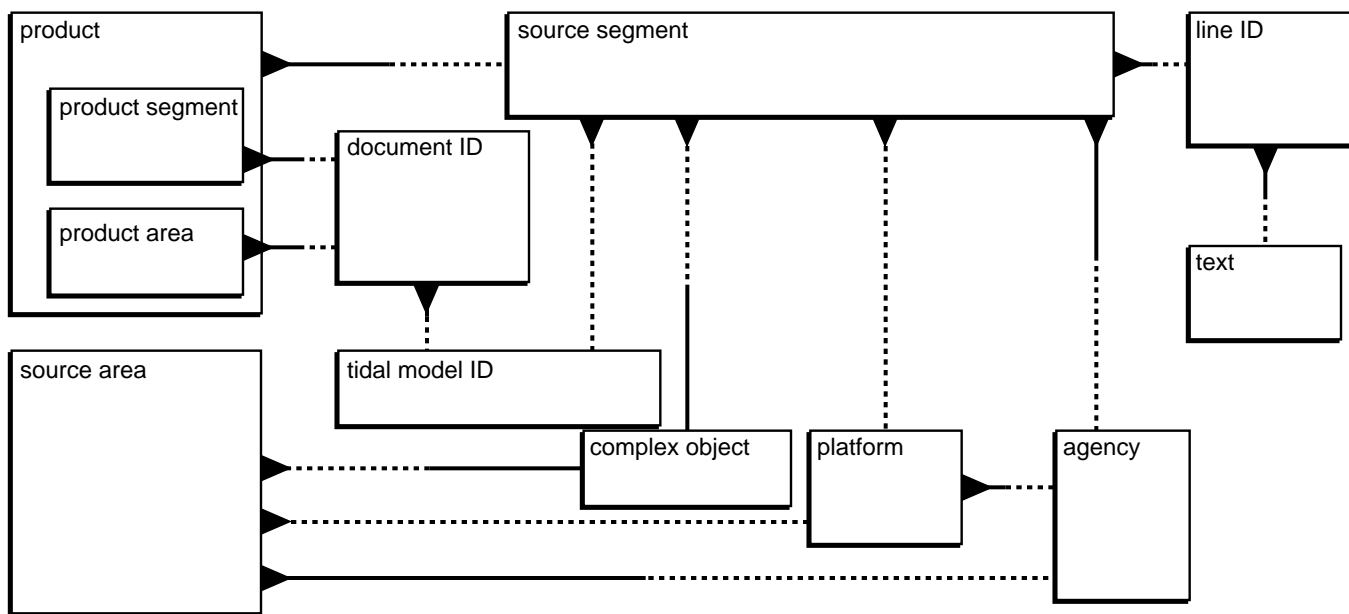 product
source segment
line ID
product segment
document ID
product area
text
source area
tidal model ID
complex object
platform
agency